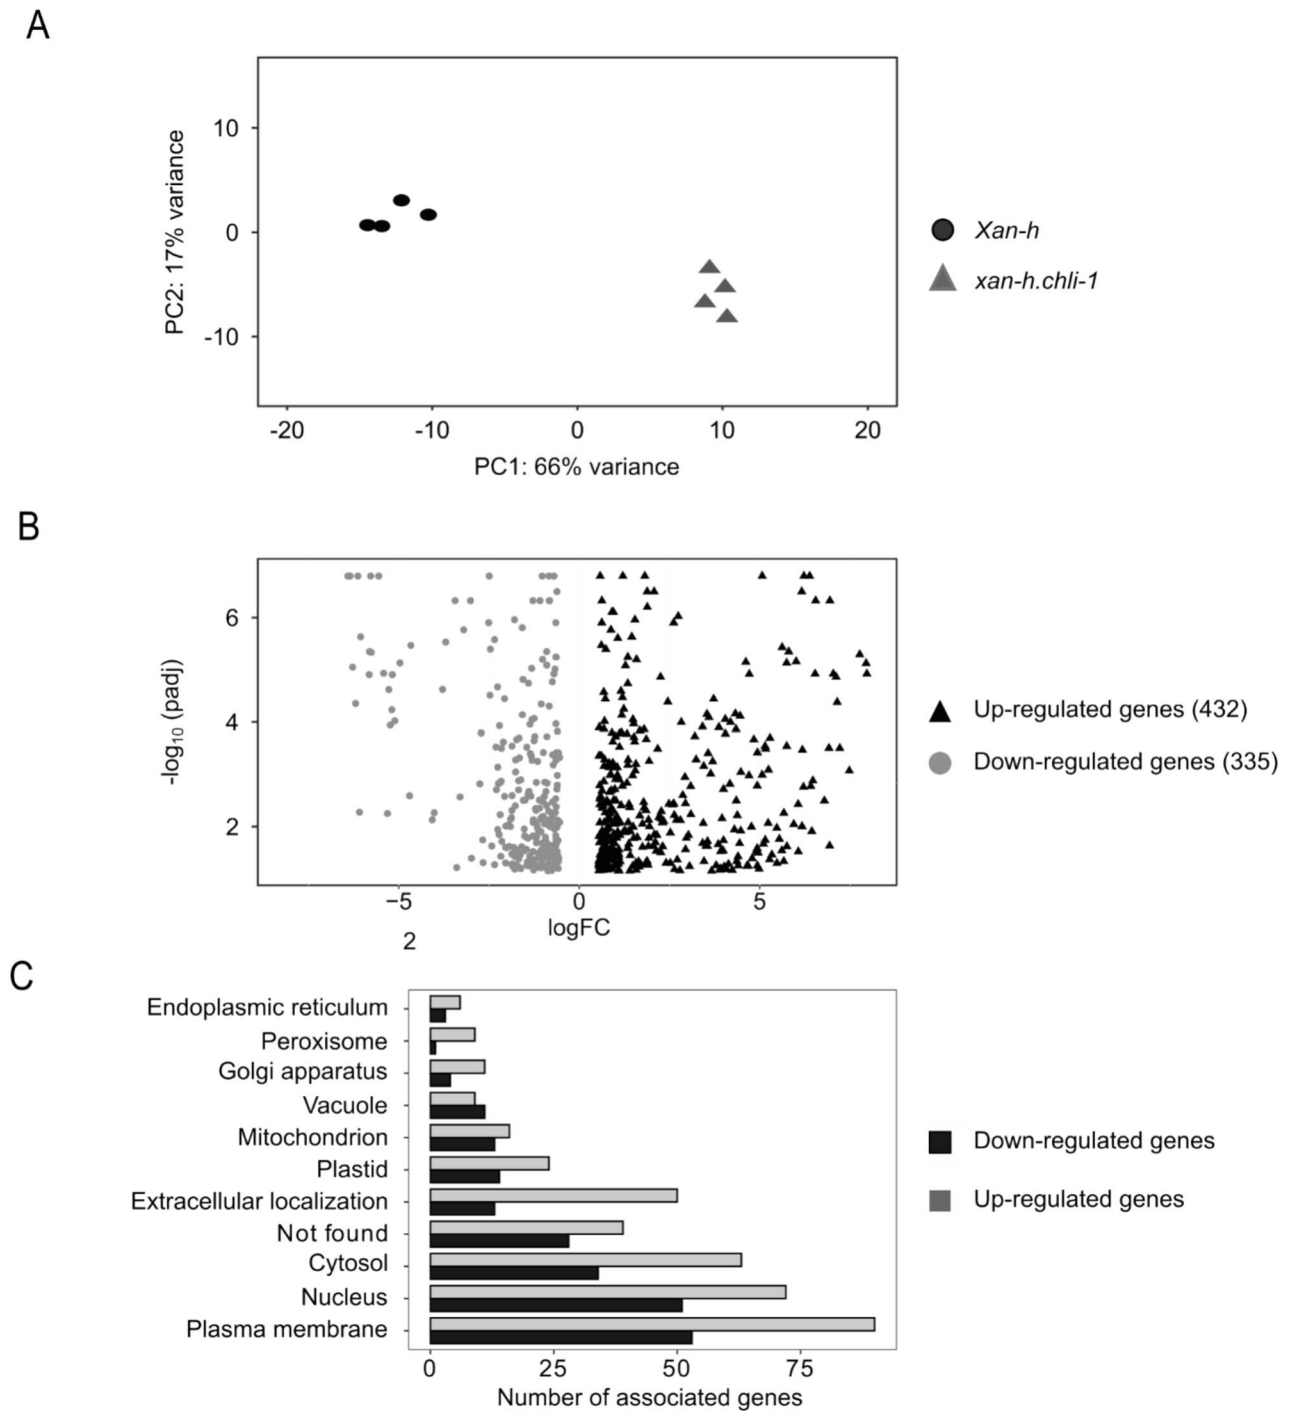 A
10
0
-10
PC2: 17% variance
-20
-10
0
10
20
PC1: 66% variance
Xan-h
xan-h.chli-1
B
6
4
2
-log10 (padj)
−5
0
5
logFC
2
Up-regulated genes (432)
Down-regulated genes (335)
C
Endoplasmic reticulum
Peroxisome
Golgi apparatus
Vacuole
Mitochondrion
Plastid
Extracellular localization
Not found
Cytosol
Nucleus
Plasma membrane
0
25
50
75
Number of associated genes
Down-regulated genes
Up-regulated genes